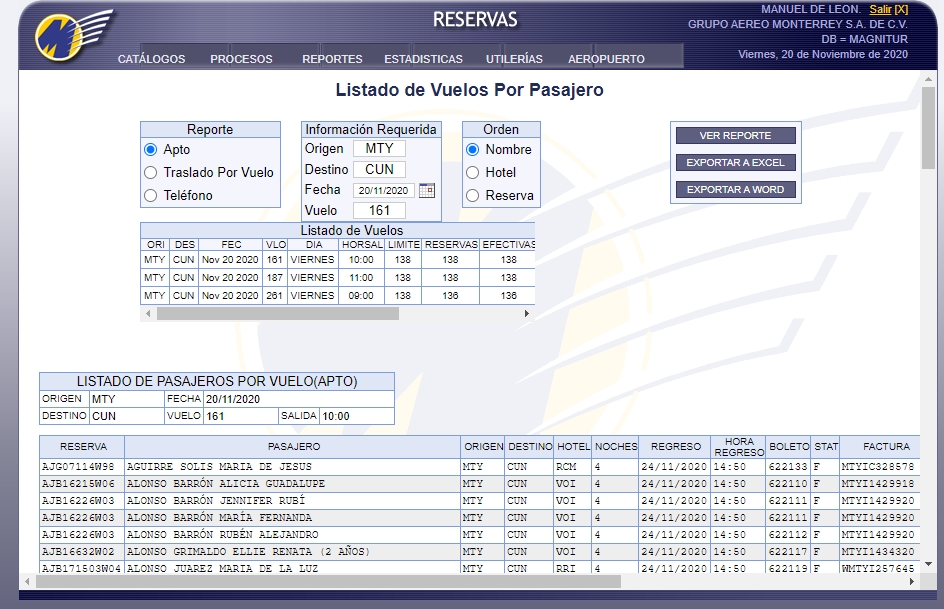 RESERVAS
MANUEL DE LEON. Salir [X]
GRUPO AEREO MONTERREY S.A. DE C.V.
DB = MAGNITUR
Viernes, 20 de Noviembre de 2020
CATÁLOGOS PROCESOS REPORTES ESTADISTICAS UTILERÍAS AEROPUERTO
Listado de Vuelos Por Pasajero
Reporte
Apto
Traslado Por Vuelo
Teléfono
Información Requerida
Origen MTY
Destino CUN
Fecha 20/11/2020
Vuelo 161
Orden
Nombre
Hotel
Reserva
VER REPORTE
EXPORTAR A EXCEL
EXPORTAR A WORD
Listado de Vuelos
ORI DES FEC VLO DIA HORSAL LIMITE RESERVAS EFECTIVAS
MTY CUN Nov 20 2020 161 VIERNES 10:00 138 138 138
MTY CUN Nov 20 2020 187 VIERNES 11:00 138 138 138
MTY CUN Nov 20 2020 261 VIERNES 09:00 138 136 136
LISTADO DE PASAJEROS POR VUELO(APTO)
ORIGEN MTY FECHA 20/11/2020
DESTINO CUN VUELO 161 SALIDA 10:00
RESERVA PASAJERO ORIGEN DESTINO HOTEL NOCHES REGRESO HORA REGRESO BOLETO STAT FACTURA
AJG07114W98 AGUIRRE SOLIS MARIA DE JESUS MTY CUN RCM 4 24/11/2020 14:50 622133 F MTYIC328578
AJB16215W06 ALONSO BARRÓN ALICIA GUADALUPE MTY CUN VOI 4 24/11/2020 14:50 622110 F MTYI1429918
AJB16226W03 ALONSO BARRÓN JENNIFER RUBÍ MTY CUN VOI 4 24/11/2020 14:50 622111 F MTYI1429920
AJB16226W03 ALONSO BARRÓN MARÍA FERNANDA MTY CUN VOI 4 24/11/2020 14:50 622111 F MTYI1429920
AJB16226W03 ALONSO BARRÓN RUBÉN ALEJANDRO MTY CUN VOI 4 24/11/2020 14:50 622112 F MTYI1429920
AJB16632W02 ALONSO GRIMALDO ELLIE RENATA (2 AÑOS) MTY CUN VOI 4 24/11/2020 14:50 622117 F MTYI1434320
AJB171503W04 ALONSO JUAREZ MARIA DE LA LUZ MTY CUN RRI 4 24/11/2020 14:50 622119 F WMTYI257645